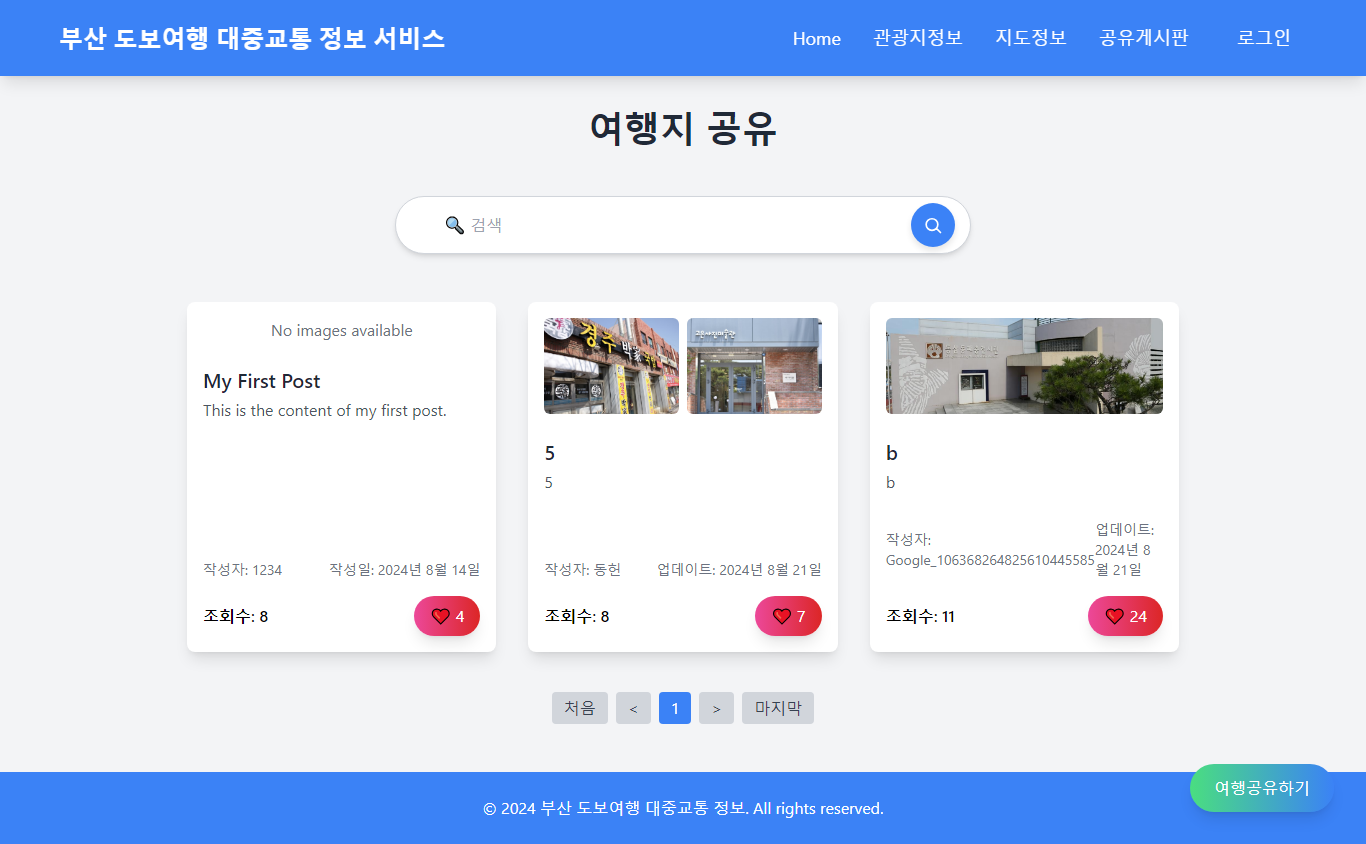 부산 도보여행 대중교통 정보 서비스
Home 관광지정보 지도정보 공유게시판 로그인
여행지 공유
🔍 검색
No images available
My First Post
This is the content of my first post.
작성자: 1234 작성일: 2024년 8월 14일
조회수: 8 ❤️ 4
경주
5
5
작성자: 동헌 업데이트: 2024년 8월 21일
조회수: 8 ❤️ 7
b
b
작성자:
Google_106368264825610445585
업데이트:
2024년 8
월 21일
조회수: 11 ❤️ 24
처음 < 1 > 마지막
여행공유하기
© 2024 부산 도보여행 대중교통 정보. All rights reserved.